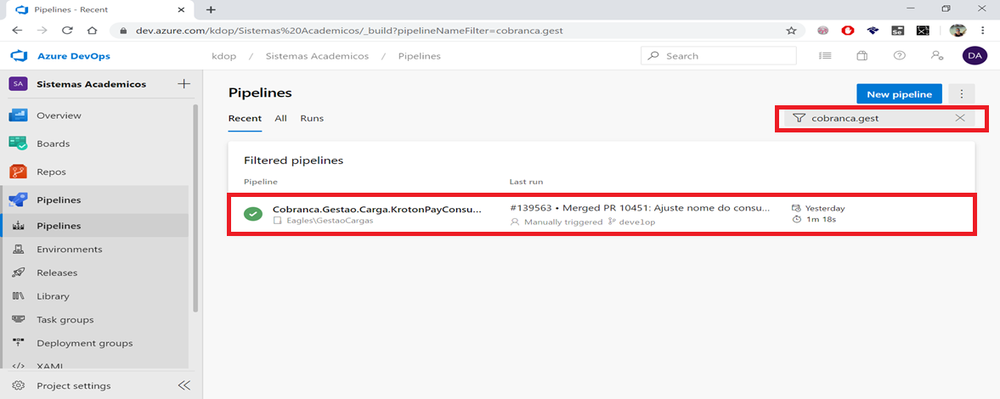 Pipelines - Recent
dev.azure.com/kdop/Sistemas%20Academicos/_build?pipelineNameFilter=cobranca.gest
Azure DevOps
kdop / Sistemas Academicos / Pipelines
Search
DA
SA Sistemas Academicos
Overview
Boards
Repos
Pipelines
Pipelines
Environments
Releases
Library
Task groups
Deployment groups
XAML
Project settings
Pipelines
New pipeline
Recent All Runs
cobranca.gest
Filtered pipelines
Pipeline Last run
Cobranca.Gestao.Carga.KrotonPayConsu... #139563 • Merged PR 10451: Ajuste nome do consu... Yesterday
Eagles\GestaoCargas Manually triggered develop 1m 18s